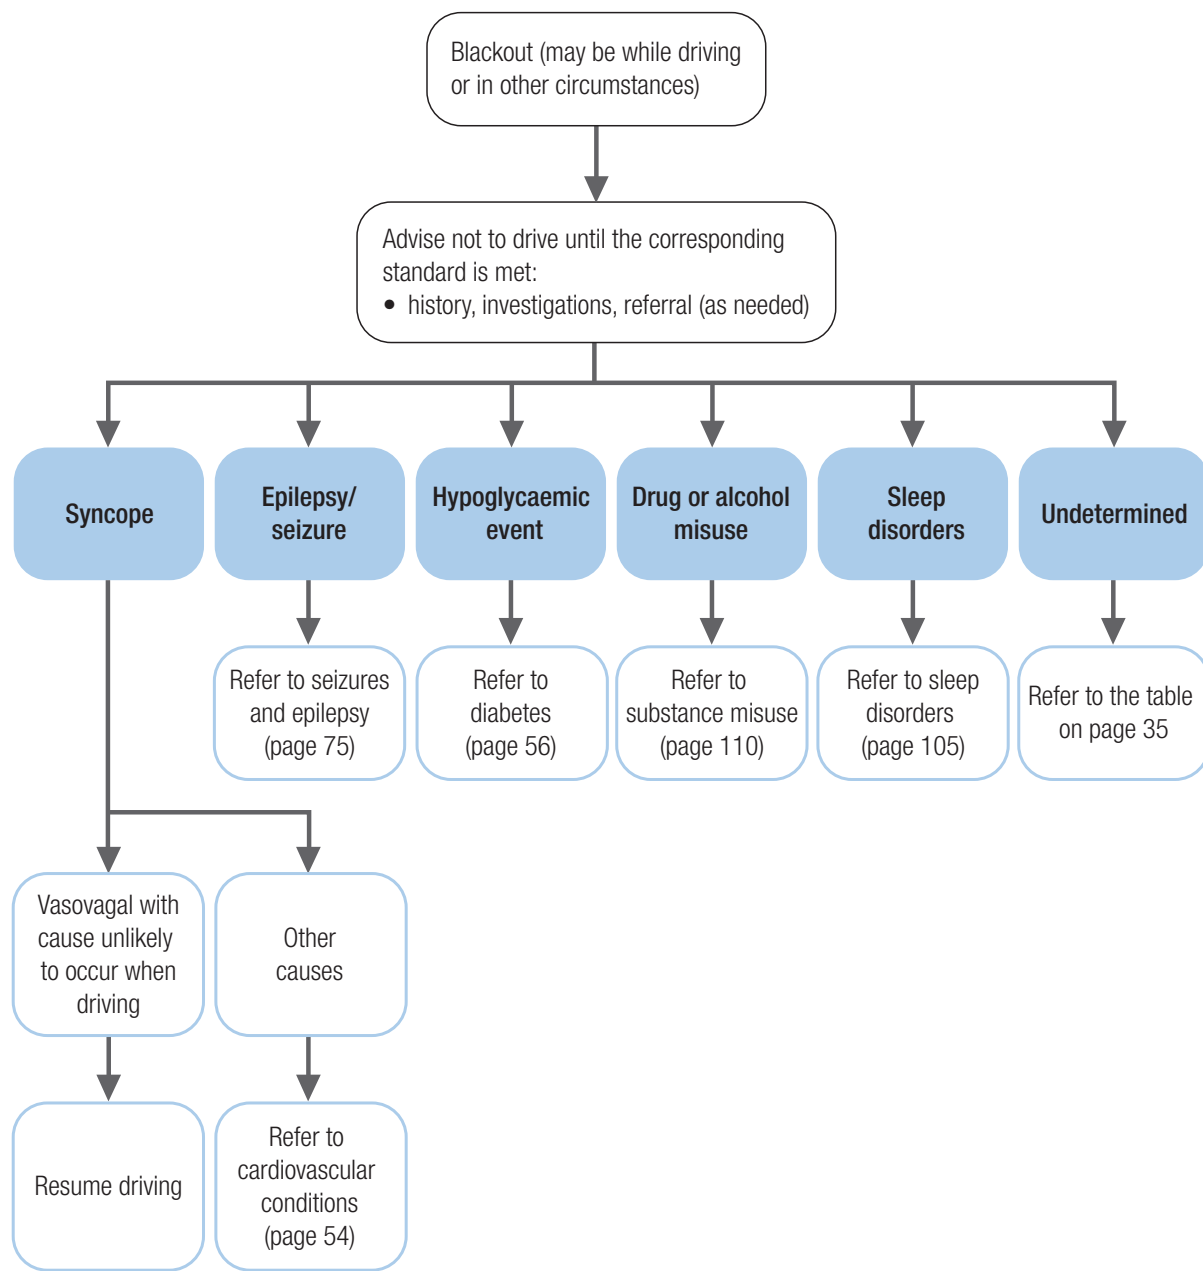 Blackout (may be while driving
or in other circumstances)
Advise not to drive until the corresponding
standard is met:
• history, investigations, referral (as needed)
Syncope
Epilepsy/
seizure
Hypoglycaemic
event
Drug or alcohol
misuse
Sleep
disorders
Undetermined
Refer to seizures
and epilepsy
(page 75)
Refer to
diabetes
(page 56)
Refer to
substance misuse
(page 110)
Refer to sleep
disorders
(page 105)
Refer to the table
on page 35
Vasovagal with
cause unlikely
to occur when
driving
Other
causes
Resume driving
Refer to
cardiovascular
conditions
(page 54)